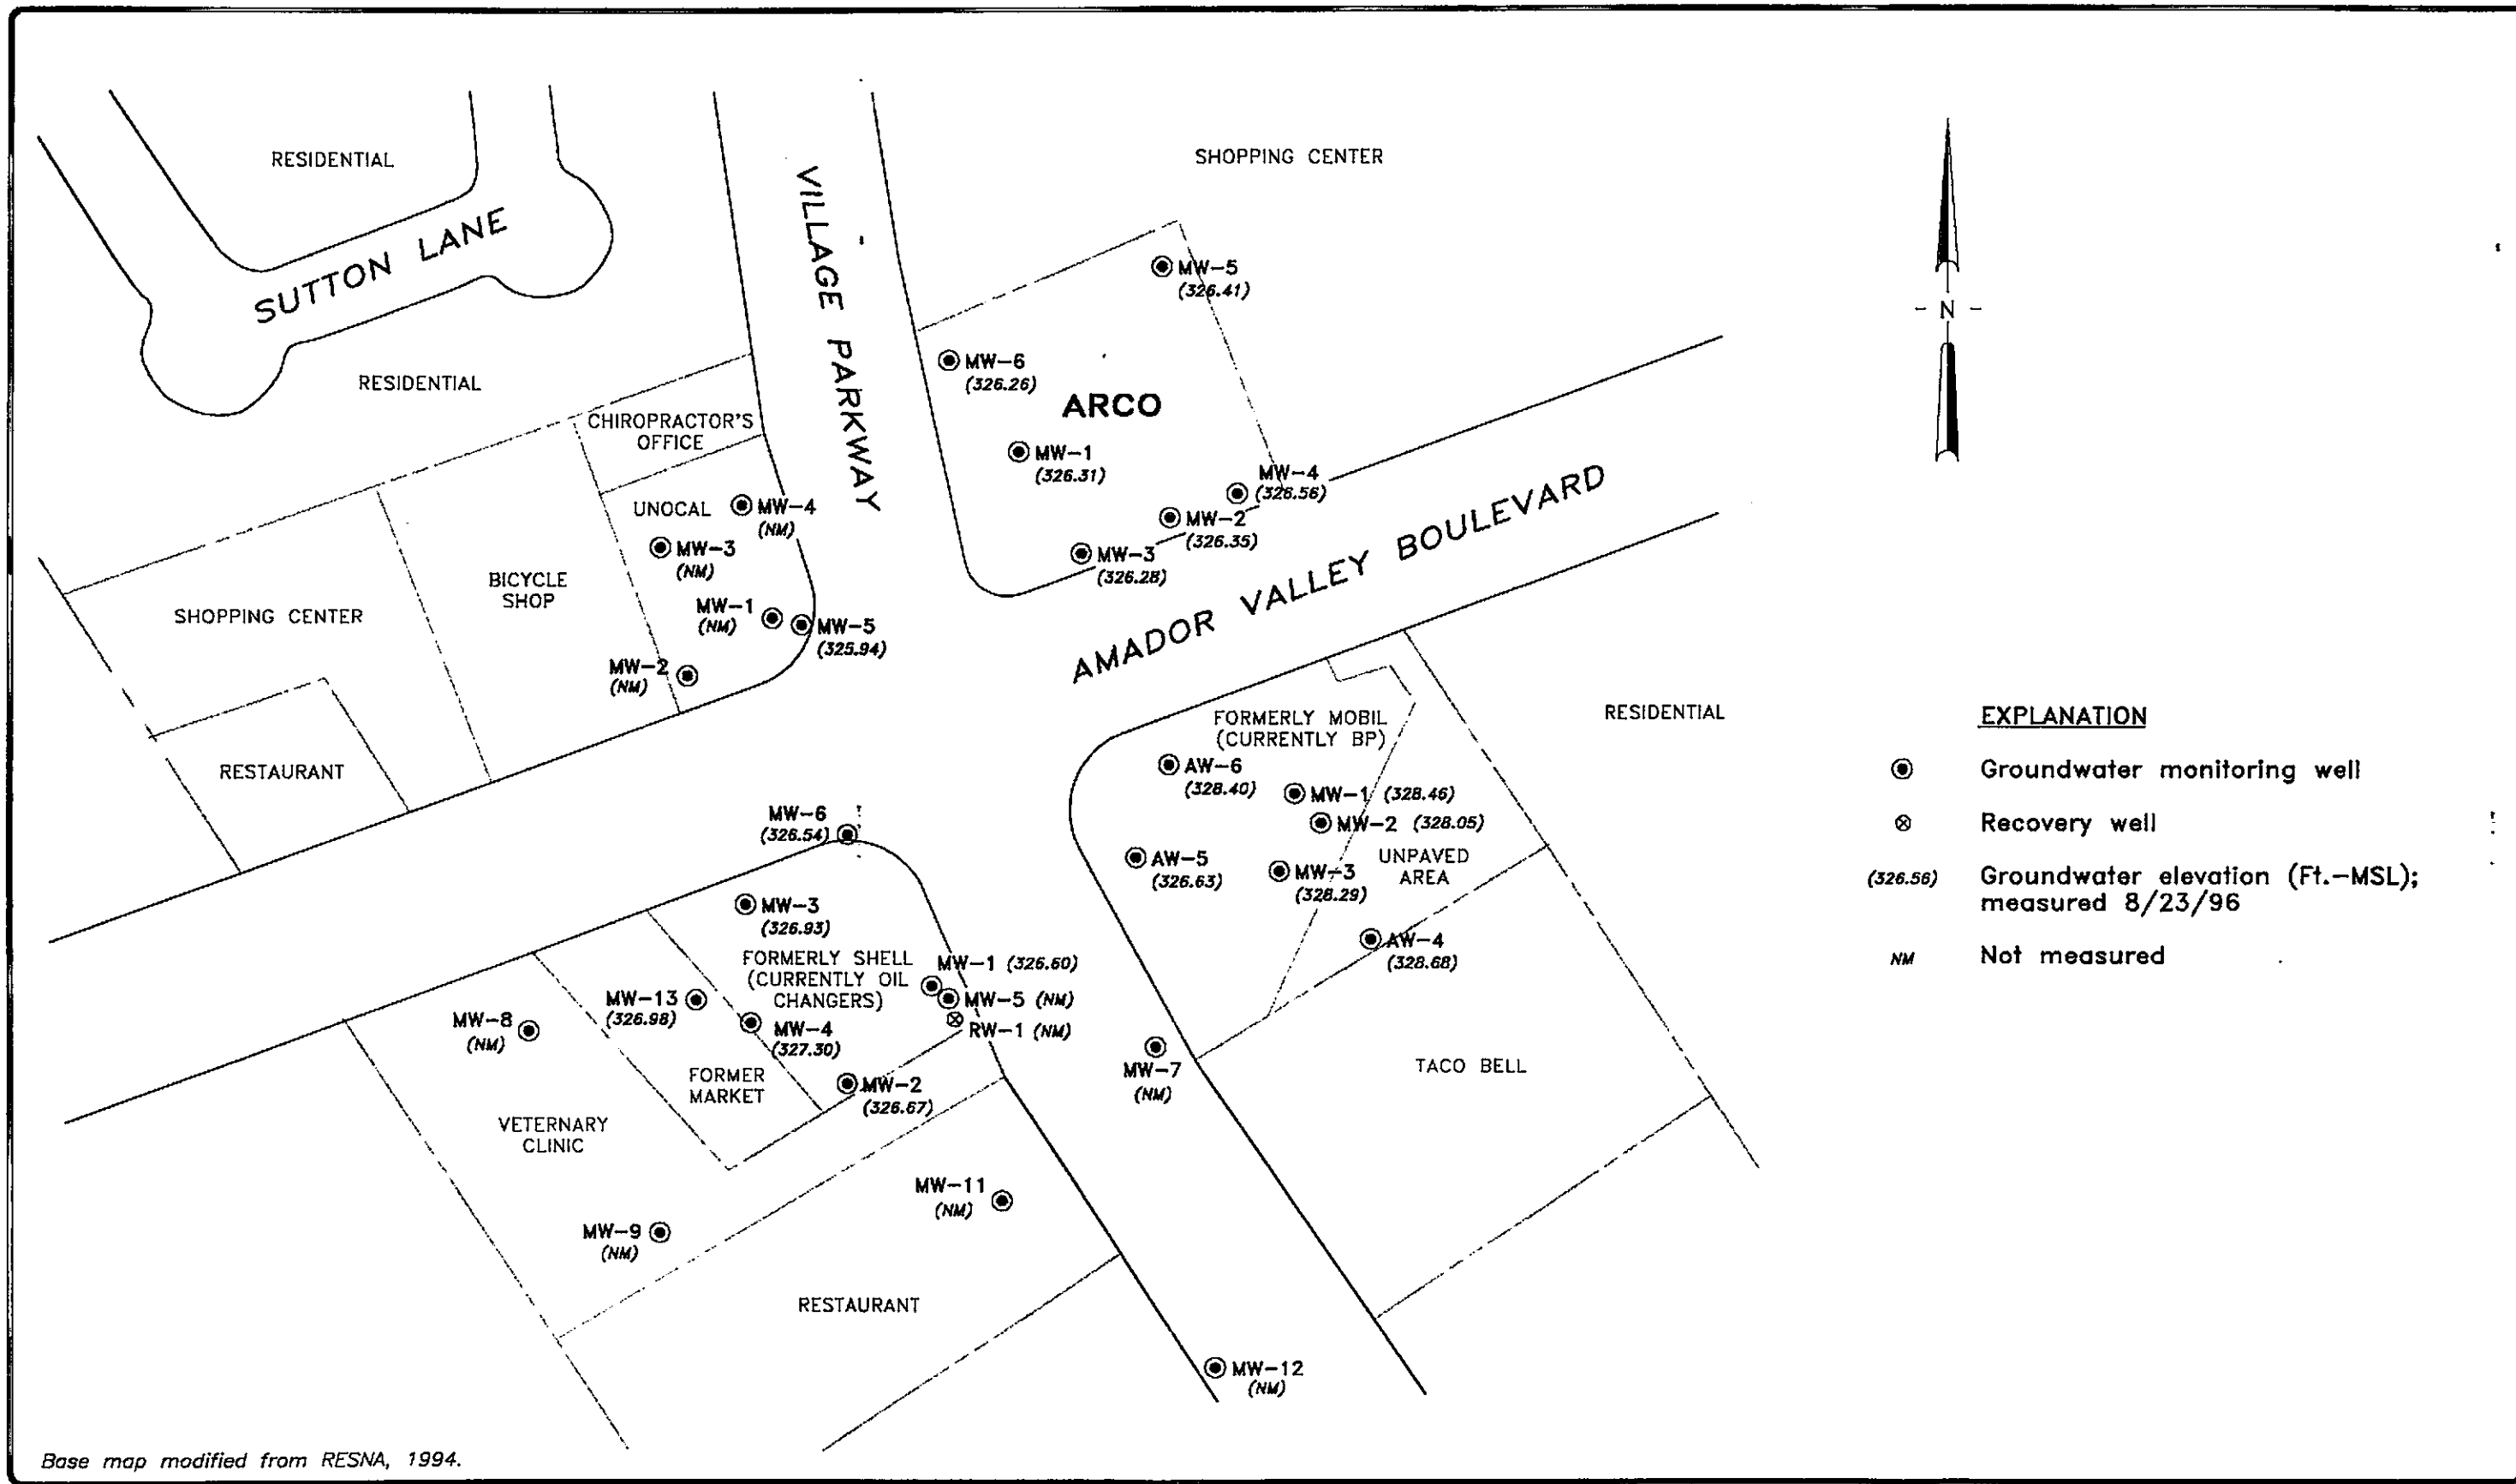 RESIDENTIAL
SHOPPING CENTER
SUTTON LANE
VILLAGE PARKWAY
MW-5
(326.41)
- N -
MW-6
(326.26)
RESIDENTIAL
ARCO
CHIROPRACTOR'S
OFFICE
MW-1
(326.31)
MW-4
(326.56)
UNOCAL
MW-4
(NM)
MW-2
(326.35)
MW-3
(NM)
MW-3
(326.28)
AMADOR VALLEY BOULEVARD
BICYCLE
SHOP
SHOPPING CENTER
MW-1
(NM)
MW-5
(325.94)
MW-2
(NM)
RESTAURANT
FORMERLY MOBIL
(CURRENTLY BP)
RESIDENTIAL
AW-6
(328.40)
MW-1 (328.46)
MW-2 (328.05)
UNPAVED
AREA
AW-5
(326.63)
MW-3
(328.29)
AW-4
(328.68)
MW-6
(326.54)
MW-3
(326.93)
FORMERLY SHELL
(CURRENTLY OIL
CHANGERS)
MW-1 (326.60)
MW-5 (NM)
RW-1 (NM)
MW-13
(326.98)
MW-8
(NM)
MW-4
(327.30)
FORMER
MARKET
MW-2
(326.67)
MW-7
(NM)
TACO BELL
VETERNARY
CLINIC
MW-11
(NM)
MW-9
(NM)
RESTAURANT
MW-12
(NM)
EXPLANATION
Groundwater monitoring well
Recovery well
(326.56) Groundwater elevation (Ft.-MSL);
measured 8/23/96
NM Not measured
Base map modified from RESNA, 1994.